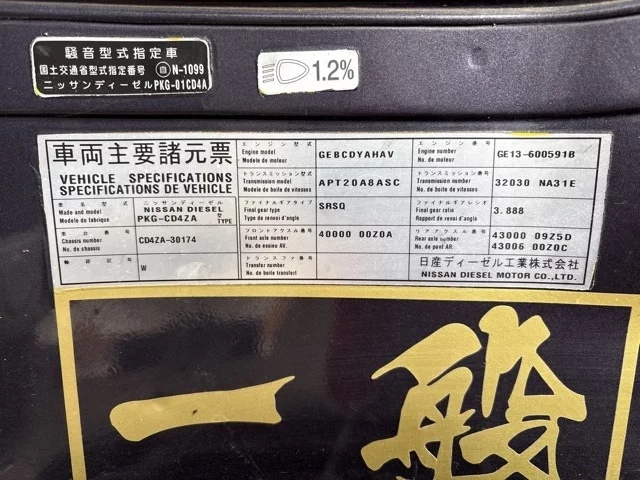 騒音型式指定車
国土交通省型式指定番号 自 N-1099
ニッサンディーゼル PKG-01CD4A
1.2%
車両主要諸元票
VEHICLE SPECIFICATIONS
SPECIFICATIONS DE VEHICLE
車名型式
Made and model
Modele de fabrique
ニッサンディーゼル
NISSAN DIESEL
PKG-CD4ZA 型 TYPE
車台番号
Chassis number
No. de chassis
CD4ZA-30174
W
エンジン型式
Engine model
Modele de moteur
GEBCDYAHAV
エンジン番号
Engine number
No. de moteur
GE13-600591B
トランスミッション型式
Transmission model
Modele de boite de vitesses
APT20A8ASC
トランスミッション番号
Transmission number
No. de boite de vitesses
32030 NA31E
ファイナルギアタイプ
Final gear type
Type de renvoi d'angle
SRSQ
ファイナルギアレシオ
Final gear ratio
Rapport de renvoi d'angle
3.888
フロントアクスル番号
Front axle number
No. de essieu AV.
40000 00Z0A
リアアクスル番号
Rear axle number
No. de pont AR.
43000 09Z5D
43006 00Z0C
トランスファ番号
Transfer number
No. de boite transfert
日産ディーゼル工業株式会社
NISSAN DIESEL MOTOR CO.,LTD.
一般